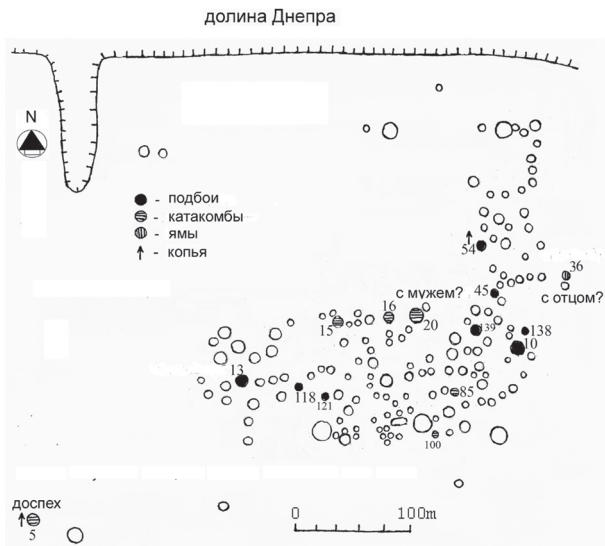 долина Днепра
N
- подбои
- катакомбы
- ямы
- копья
54
36
с мужем?
45
с отцом?
16
15
20
139
138
10
13
118
121
85
100
доспех
5
0
100m